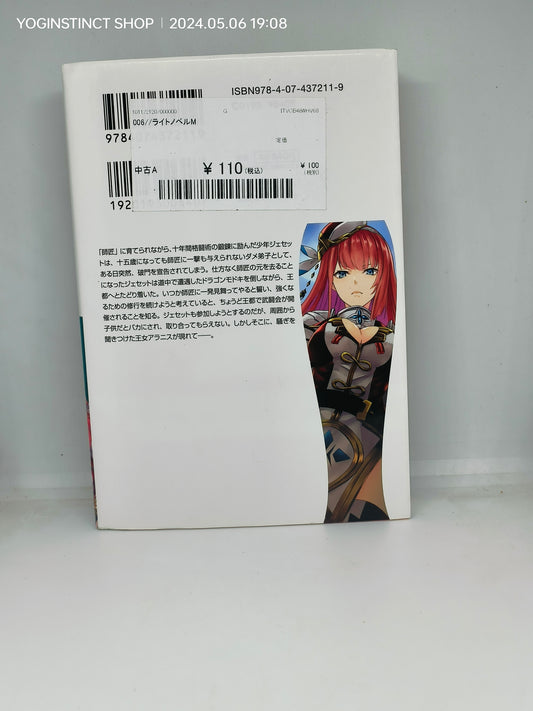 YOGINSTINCT SHOP | 2024.05.06 19:08
ISBN978-4-07-437211-9
006//ライトノベルM
G
定価
中古A
¥ 110(税込)
¥100
(税別)
「師匠」に育てられながら、十年間格闘術の鍛錬に励んだ少年ジェセッ
トは、十五歳になっても師匠に一撃も与えられないダメ弟子として、
ある日突然、破門を宣告されてしまう。仕方なく師匠の元を去ること
になったジェセットは道中で遭遇したドラゴンモドキを倒しながら、王
都へとたどり着いた。いつか師匠に一発見舞ってやると誓い、強くな
るための修行を続けようと考えていると、ちょうど王都で武闘会が開
催されることを知る。ジェセットも参加しようとするのだが、周囲から
子供だとバカにされ、取り合ってもらえない。しかしそこに、騒ぎを
聞きつけた王女アラニスが現れて――。